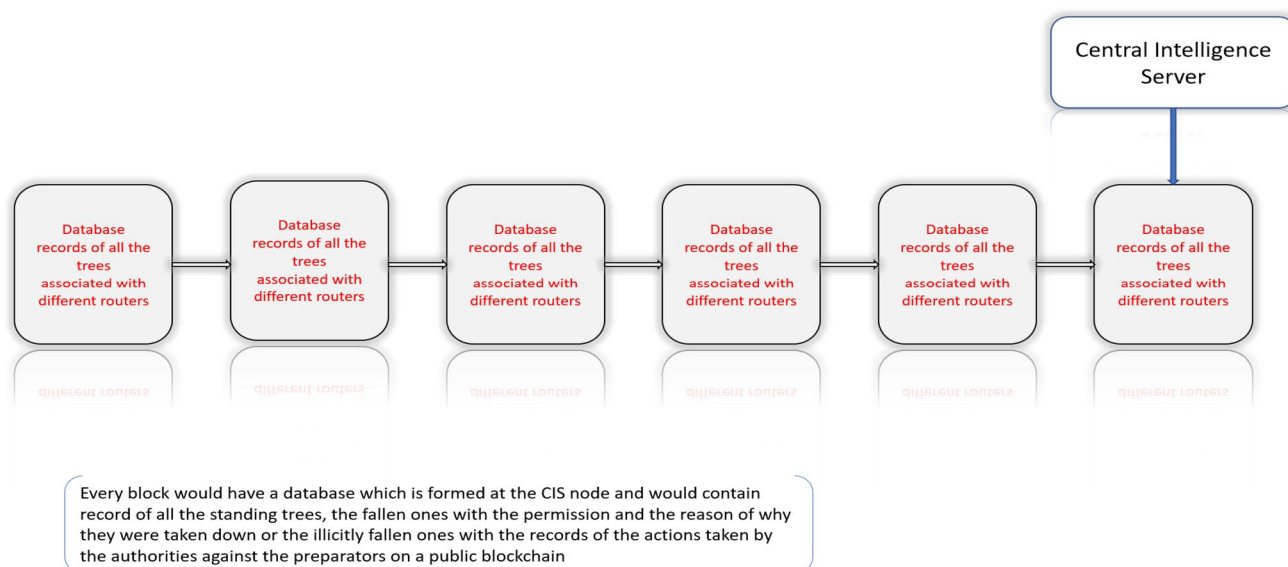 Central Intelligence
Server
Database
records of all the
trees
associated with
different routers
Database
records of all the
trees
associated with
different routers
Database
records of all the
trees
associated with
different routers
Database
records of all the
trees
associated with
different routers
Database
records of all the
trees
associated with
different routers
Database
records of all the
trees
associated with
different routers
Every block would have a database which is formed at the CIS node and would contain
record of all the standing trees, the fallen ones with the permission and the reason of why
they were taken down or the illicitly fallen ones with the records of the actions taken by
the authorities against the preparators on a public blockchain